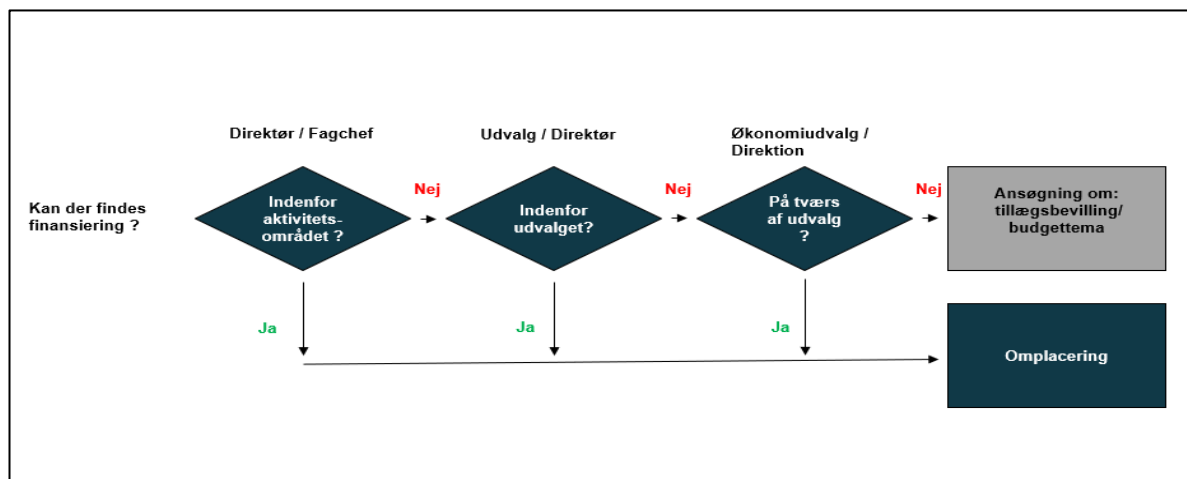 Direktør / Fagchef
Udvalg / Direktør
Økonomiudvalg /
Direktion
Kan der findes
finansiering ?
Indenfor
aktivitets-
området ?
Nej
Indenfor
udvalget?
Nej
På tværs
af udvalg
?
Nej
Ansøgning om:
tillægsbevilling/
budgettema
Ja
Ja
Ja
Omplacering